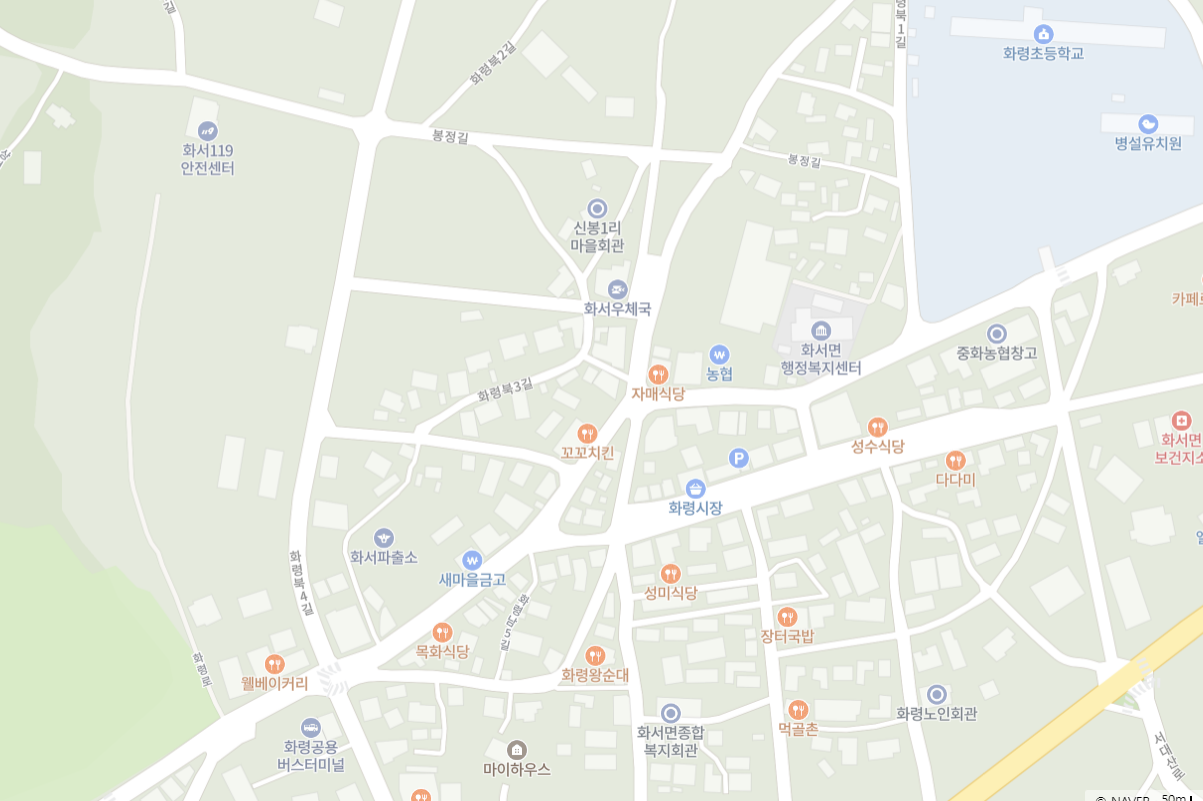 길
령북1길
화령초등학교
화령북2길
화서119
안전센터
봉정길
병설유치원
봉정길
신봉1리
마을회관
화서우체국
카페
화서면
행정복지센터
중화농협창고
농협
자매식당
화령북3길
꼬꼬치킨
성수식당
화서면
보건지소
다다미
화령시장
화서파출소
새마을금고
화령북4길
성미식당
화령남5길
장터국밥
목화식당
화령로
웰베이커리
화령왕순대
화령노인회관
먹골촌
화서면종합
복지회관
화령공용
버스터미널
마이하우스
서대산로
© NAVER
50m